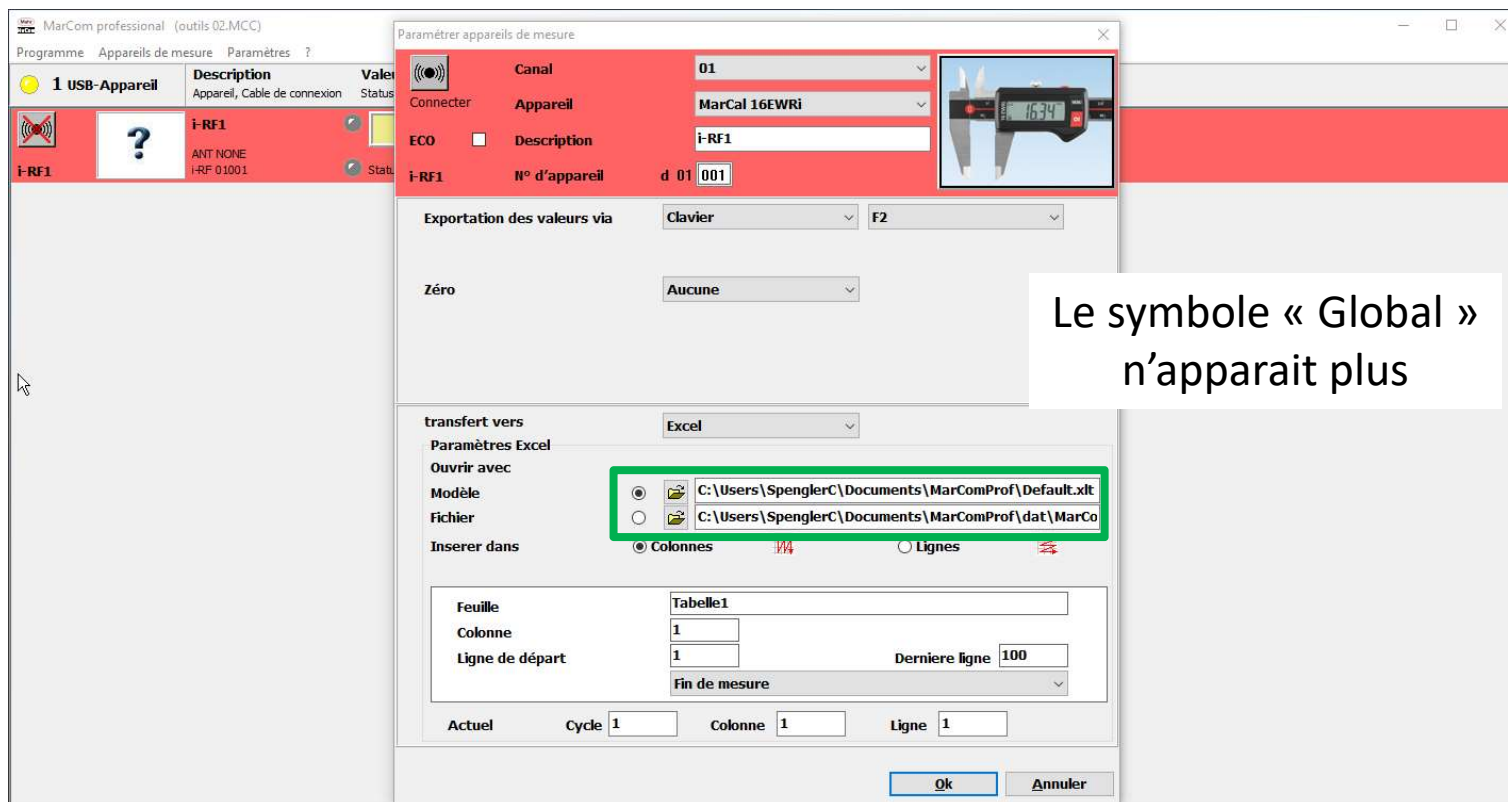 MarCom professional (outils 02.MCC)
Programme Appareils de mesure Paramètres ?
1 USB-Appareil
Description
Appareil, Cable de connexion
Status
i-RF1
ANT NONE
i-RF 01001
i-RF1
Paramétrer appareils de mesure
Connecter
Canal 01
Appareil MarCal 16EWRi
ECO Description i-RF1
i-RF1 N° d'appareil d 01 001
1634
Exportation des valeurs via Clavier F2
Zéro Aucune
Le symbole « Global »
n’apparait plus
transfert vers Excel
Paramètres Excel
Ouvrir avec
Modèle C:\Users\SpenglerC\Documents\MarComProf\Default.xlt
Fichier C:\Users\SpenglerC\Documents\MarComProf\dat\MarCo
Inserer dans Colonnes Lignes
Feuille Tabelle1
Colonne 1
Ligne de départ 1 Derniere ligne 100
Fin de mesure
Actuel Cycle 1 Colonne 1 Ligne 1
Ok Annuler